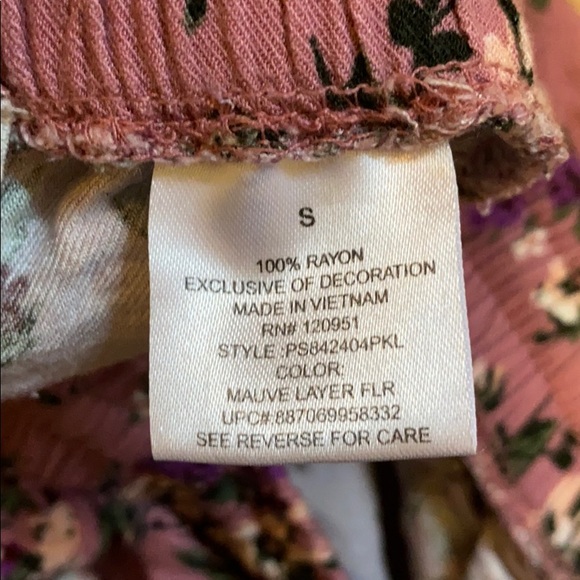 S
100% RAYON
EXCLUSIVE OF DECORATION
MADE IN VIETNAM
RN# 120951
STYLE :PS842404PKL
COLOR:
MAUVE LAYER FLR
UPC#:887069958332
SEE REVERSE FOR CARE